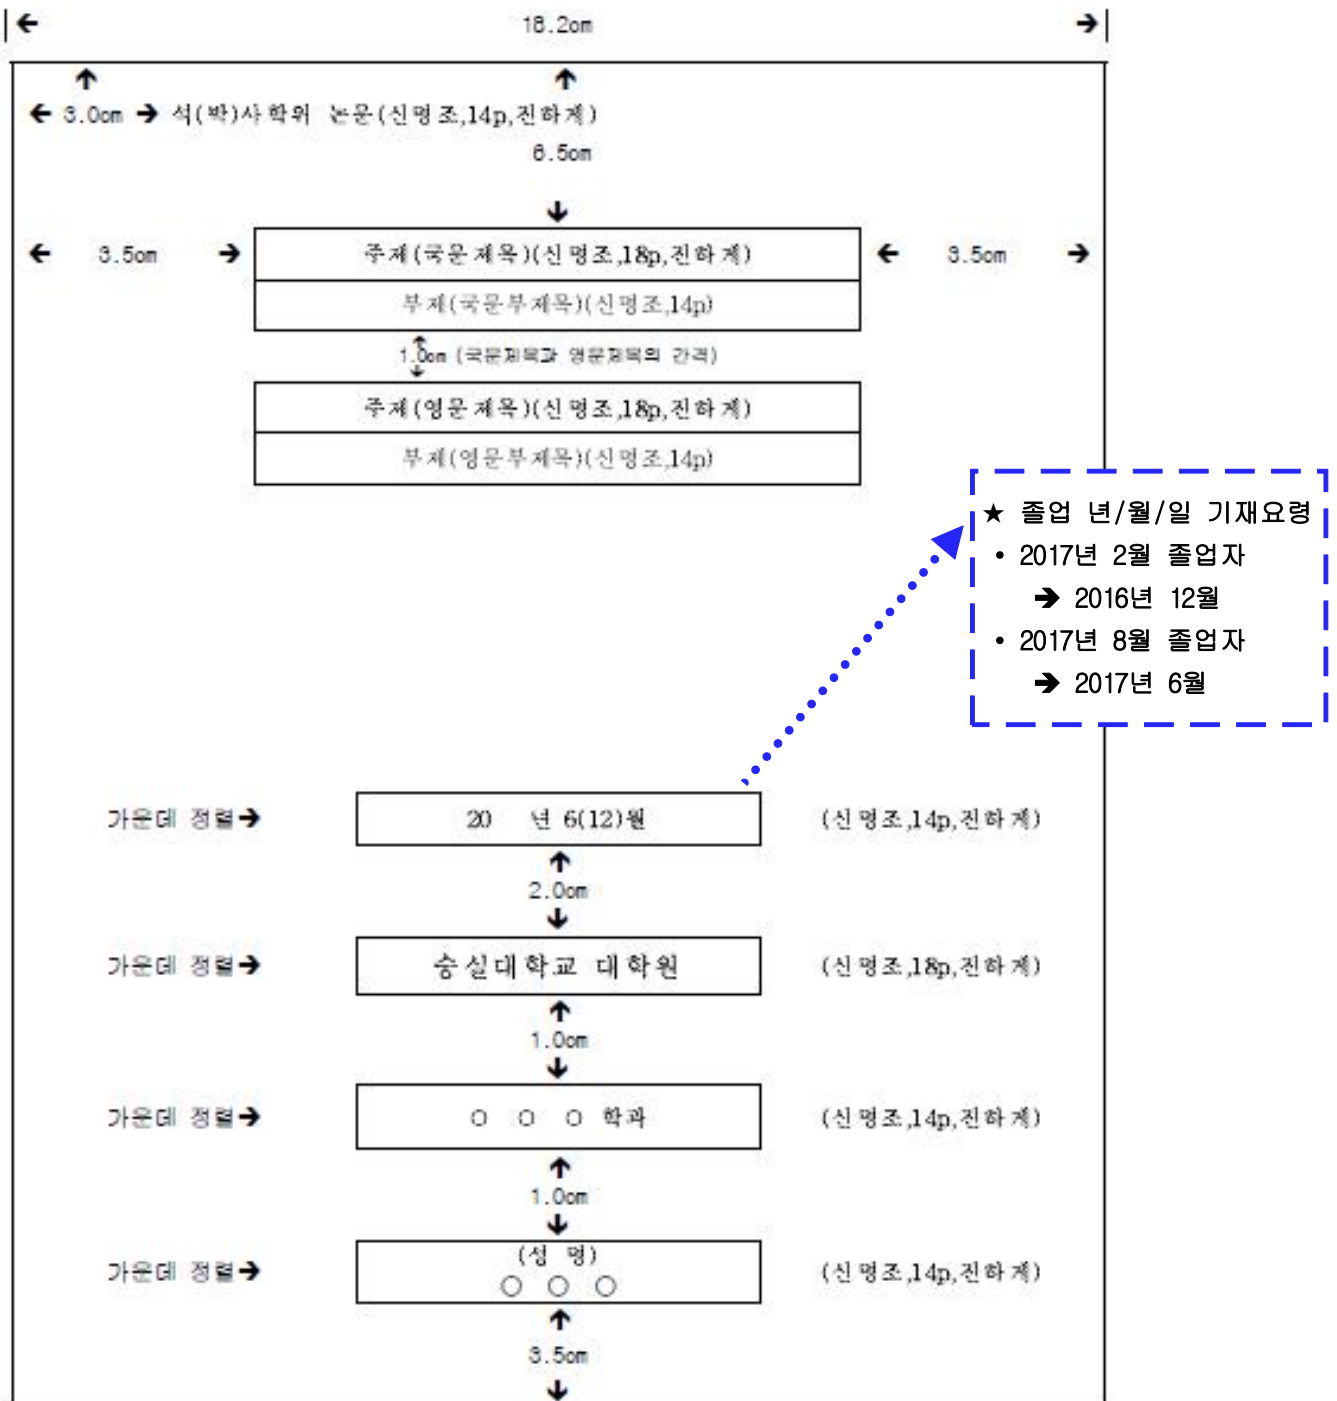 18.2cm
3.0cm 석(박)사학위 논문(신명조,14p,진하게)
6.5cm
3.5cm 주제(국문제목)(신명조,18p,진하게) 3.5cm
부제(국문부제목)(신명조,14p)
1.0cm (국문제목과 영문제목의 간격)
주제(영문제목)(신명조,18p,진하게)
부제(영문부제목)(신명조,14p)
★ 졸업 년/월/일 기재요령
• 2017년 2월 졸업자
➔ 2016년 12월
• 2017년 8월 졸업자
➔ 2017년 6월
가운데 정렬➔ 20 년 6(12)월 (신명조,14p,진하게)
2.0cm
가운데 정렬➔ 숭실대학교 대학원 (신명조,18p,진하게)
1.0cm
가운데 정렬➔ ○ ○ ○ 학과 (신명조,14p,진하게)
1.0cm
(성 명)
가운데 정렬➔ ○ ○ ○ (신명조,14p,진하게)
3.5cm